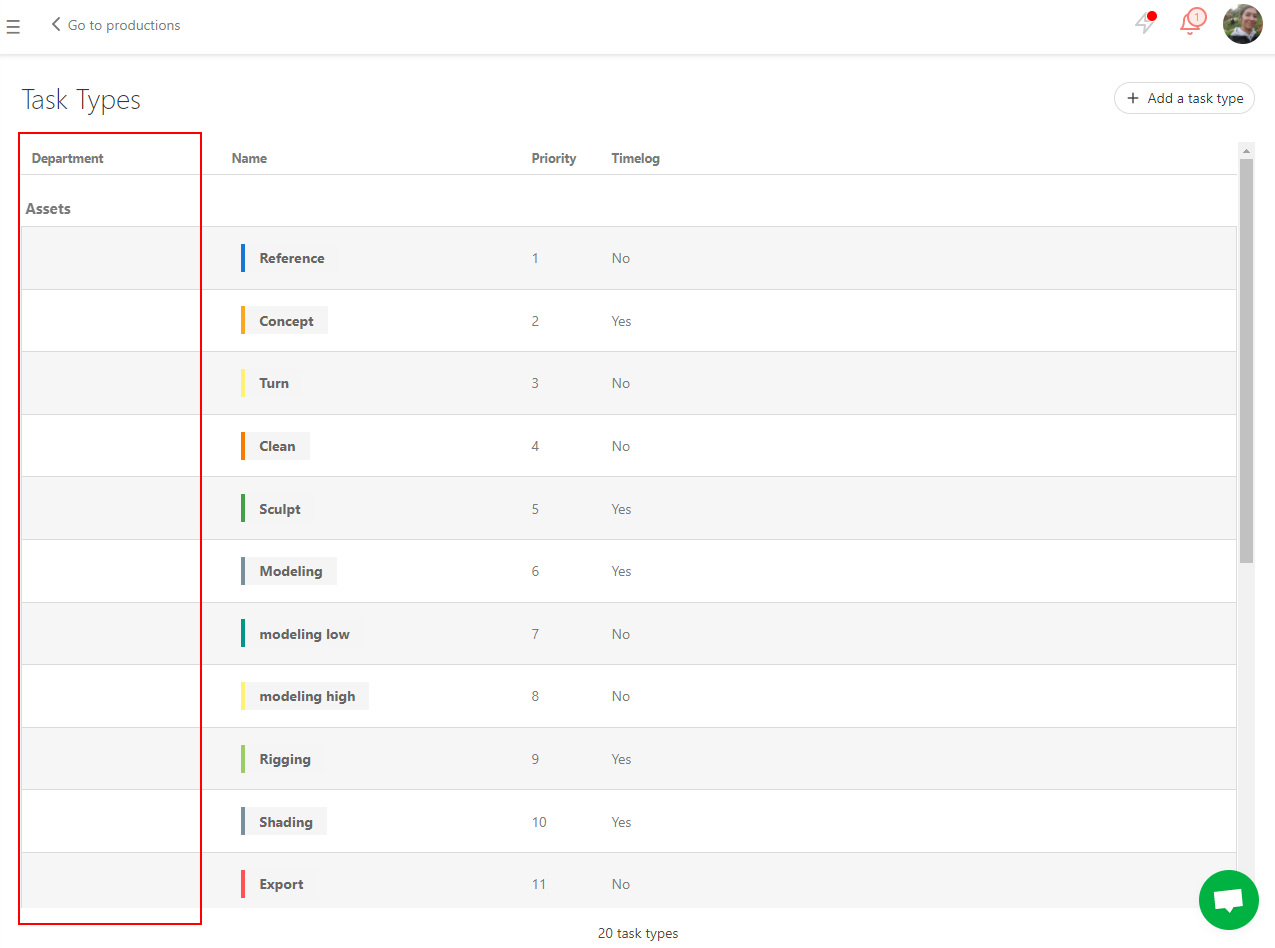 Go to productions
1
Task Types
+ Add a task type
Department Name Priority Timelog
Assets
Reference 1 No
Concept 2 Yes
Turn 3 No
Clean 4 No
Sculpt 5 Yes
Modeling 6 Yes
modeling low 7 No
modeling high 8 No
Rigging 9 Yes
Shading 10 Yes
Export 11 No
20 task types